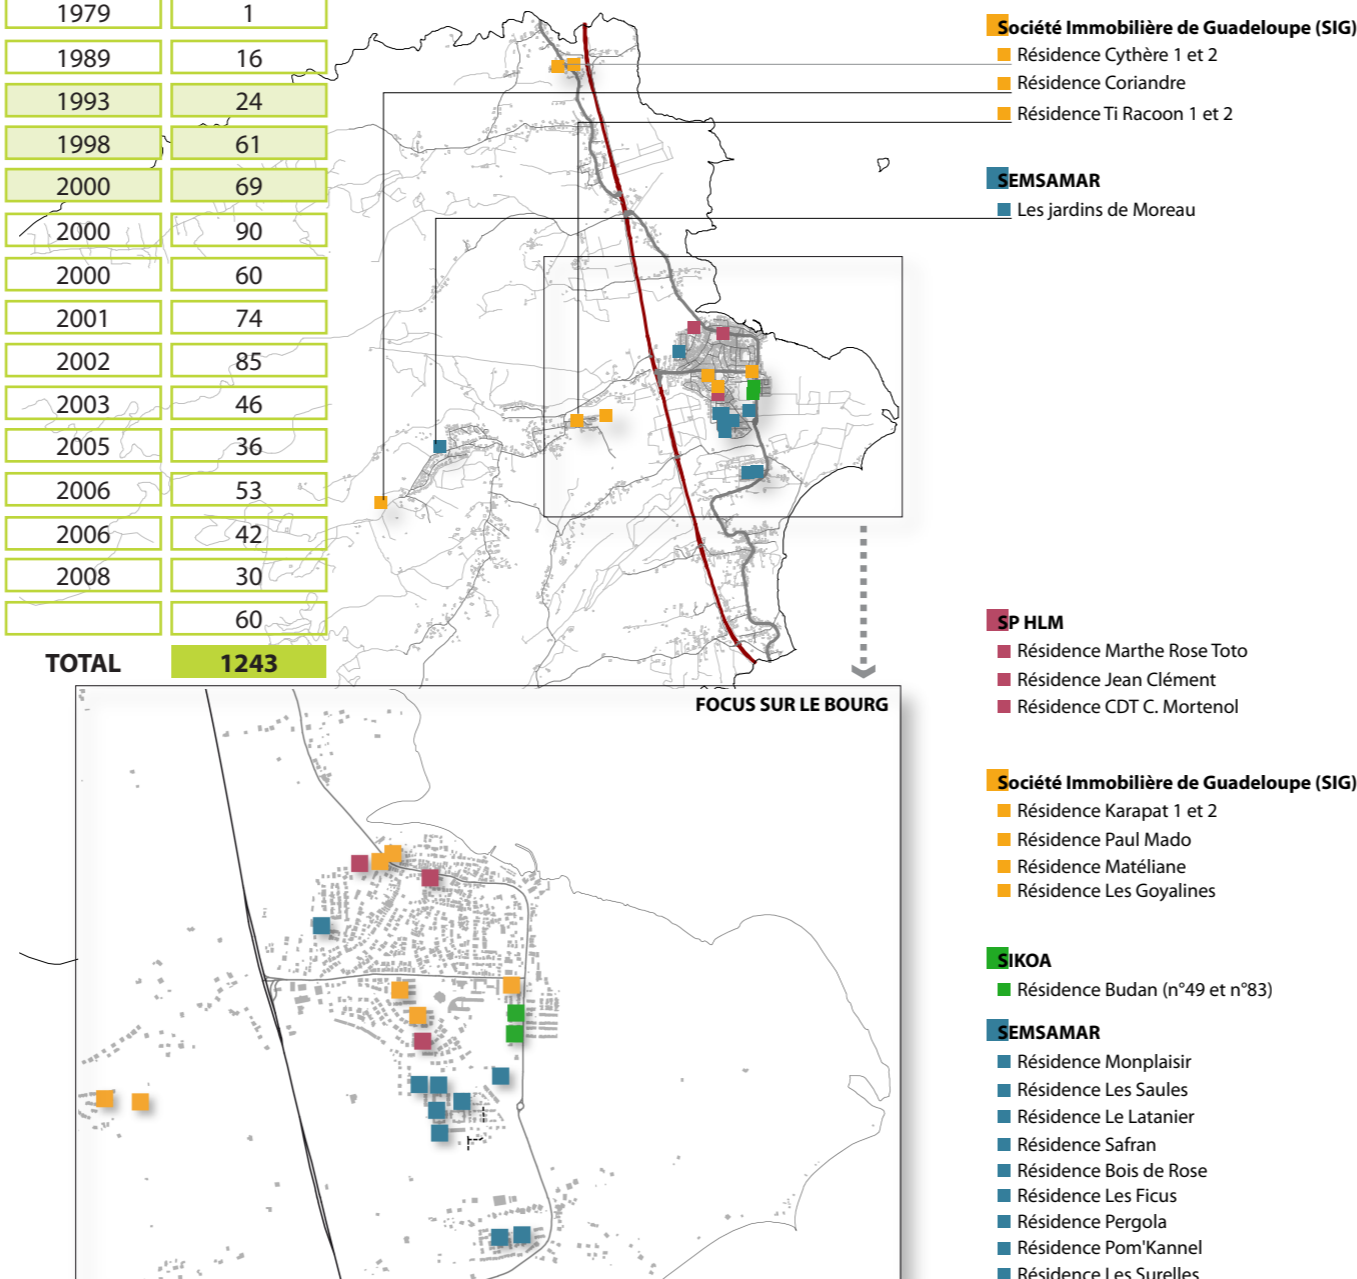 1979 1
1989 16
1993 24
1998 61
2000 69
2000 90
2000 60
2001 74
2002 85
2003 46
2005 36
2006 53
2006 42
2008 30
60
TOTAL 1243
Société Immobilière de Guadeloupe (SIG)
Résidence Cythère 1 et 2
Résidence Coriandre
Résidence Ti Racoon 1 et 2
SEMSAMAR
Les jardins de Moreau
SP HLM
Résidence Marthe Rose Toto
Résidence Jean Clément
Résidence CDT C. Mortenol
Société Immobilière de Guadeloupe (SIG)
Résidence Karapat 1 et 2
Résidence Paul Mado
Résidence Matéliane
Résidence Les Goyalines
SIKOA
Résidence Budan (n°49 et n°83)
SEMSAMAR
Résidence Monplaisir
Résidence Les Saules
Résidence Le Latanier
Résidence Safran
Résidence Bois de Rose
Résidence Les Ficus
Résidence Pergola
Résidence Pom'Kannel
Résidence Les Surelles
FOCUS SUR LE BOURG